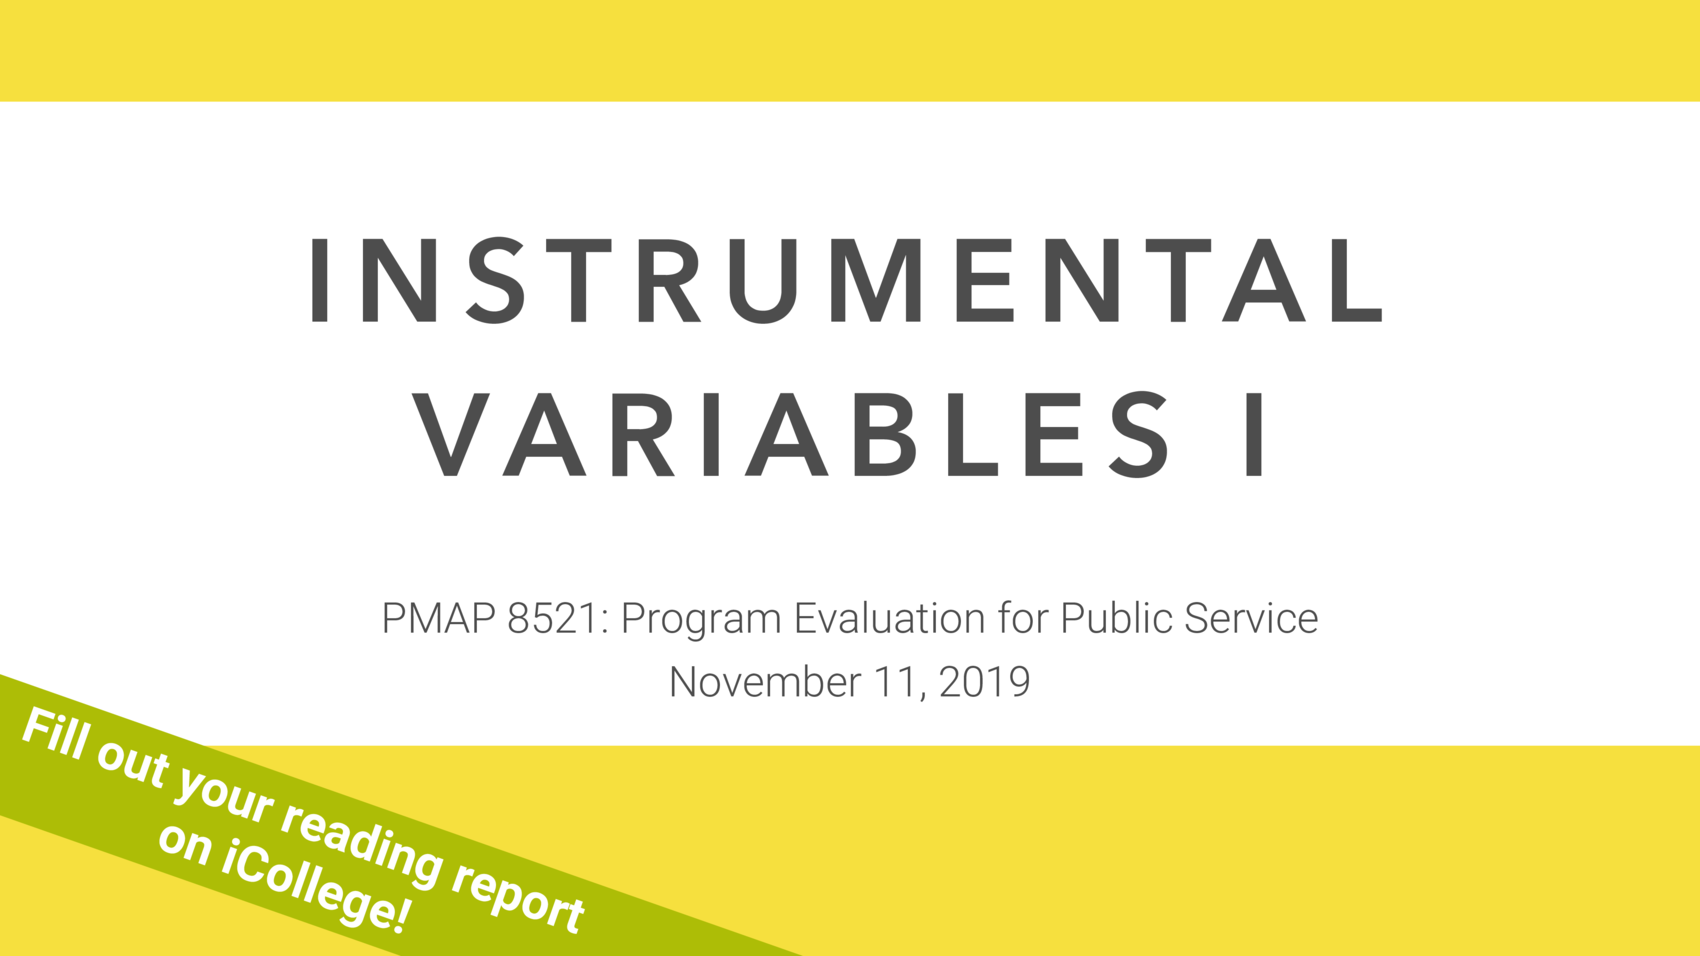 INSTRUMENTAL
VARIABLES I
PMAP 8521: Program Evaluation for Public Service
November 11, 2019
Fill out your reading report
on iCollege!